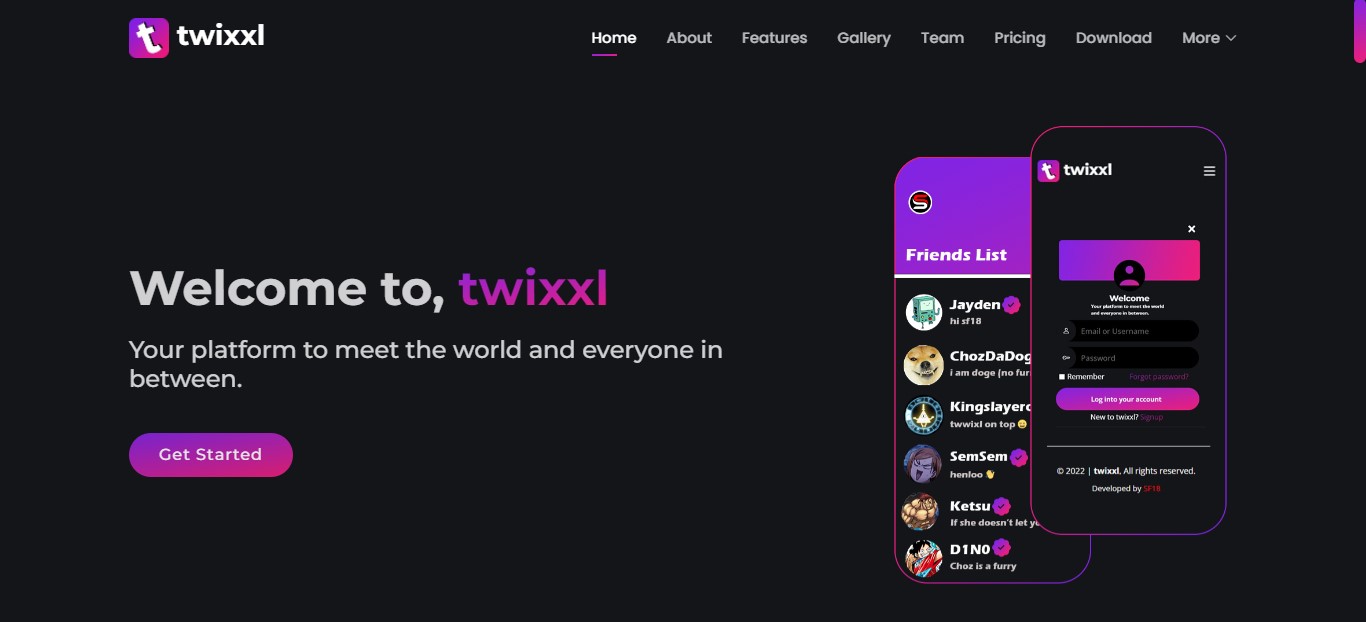 twixxl
Home About Features Gallery Team Pricing Download More
Welcome to, twixxl
Your platform to meet the world and everyone in
between.
Get Started
Friends List
Jayden
hi sf18
ChozDaDog
i am doge (no fur
Kingslayer
twwixl on top
SemSem
henloo
Ketsu
If she doesn't let
D1N0
Choz is a furry
twixxl
Welcome
Your platform to meet the world
and everyone in between.
Email or Username
Password
Remember Forgot password?
Log into your account
New to twixxl? Signup
© 2022 | twixxl, All rights reserved.
Developed by SF18